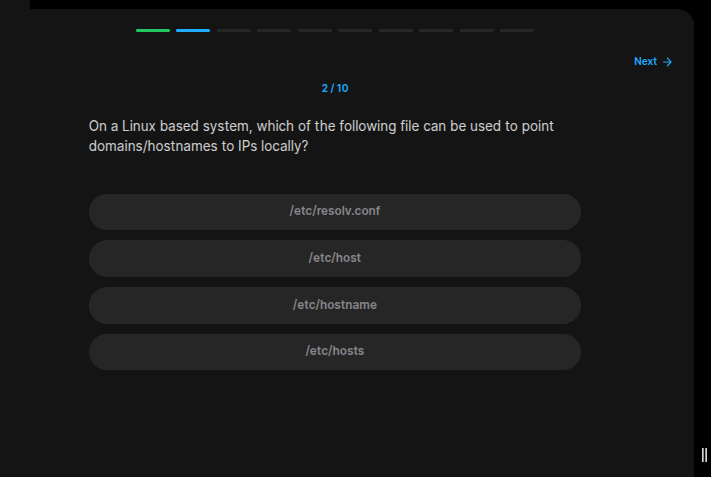 Next →
2 / 10
On a Linux based system, which of the following file can be used to point
domains/hostnames to IPs locally?
/etc/resolv.conf
/etc/host
/etc/hostname
/etc/hosts